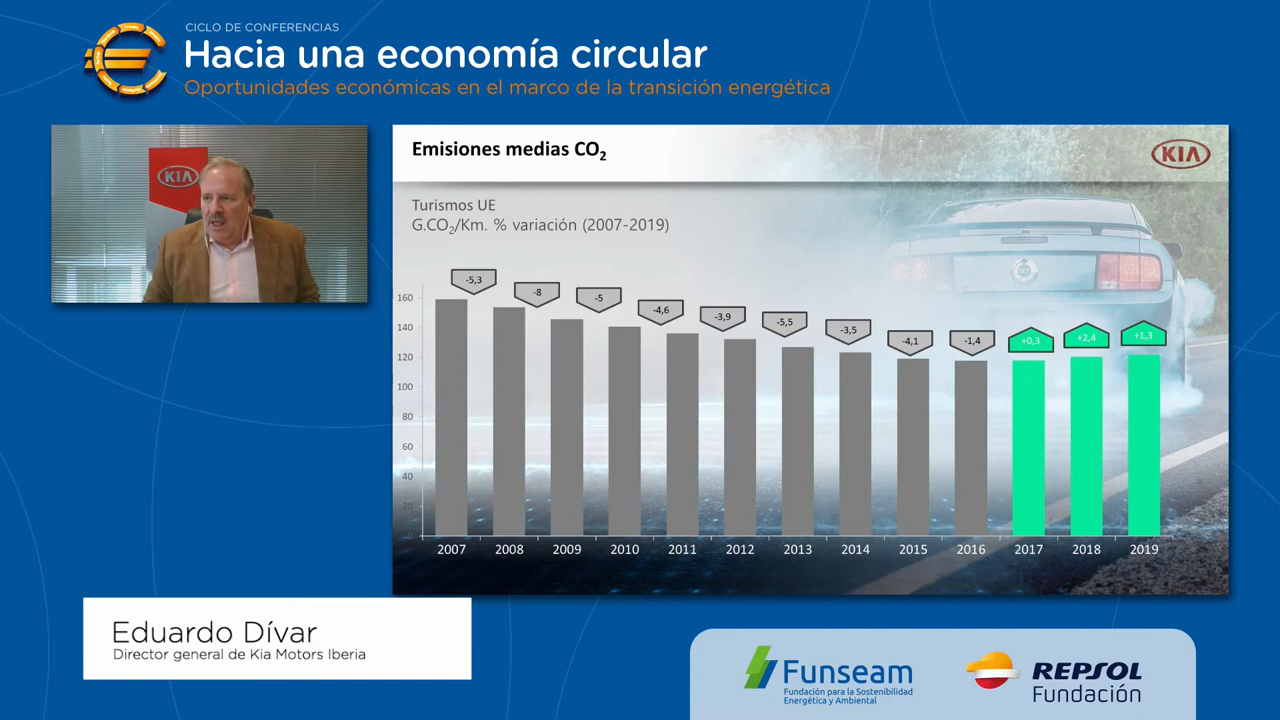 CICLO DE CONFERENCIAS
Hacia una economía circular
Oportunidades económicas en el marco de la transición energética
KIA
Emisiones medias CO2
KIA
Turismos UE
G.CO2/Km. % variación (2007-2019)
-5,3
-8
-5
-4,6
-3,9
-5,5
-3,5
-4,1
-1,4
+0,3
+2,4
+1,3
160
140
120
100
80
60
40
20
0
2007 2008 2009 2010 2011 2012 2013 2014 2015 2016 2017 2018 2019
Eduardo Dívar
Director general de Kia Motors Iberia
Funseam
Fundación para la Sostenibilidad
Energética y Ambiental
REPSOL
Fundación